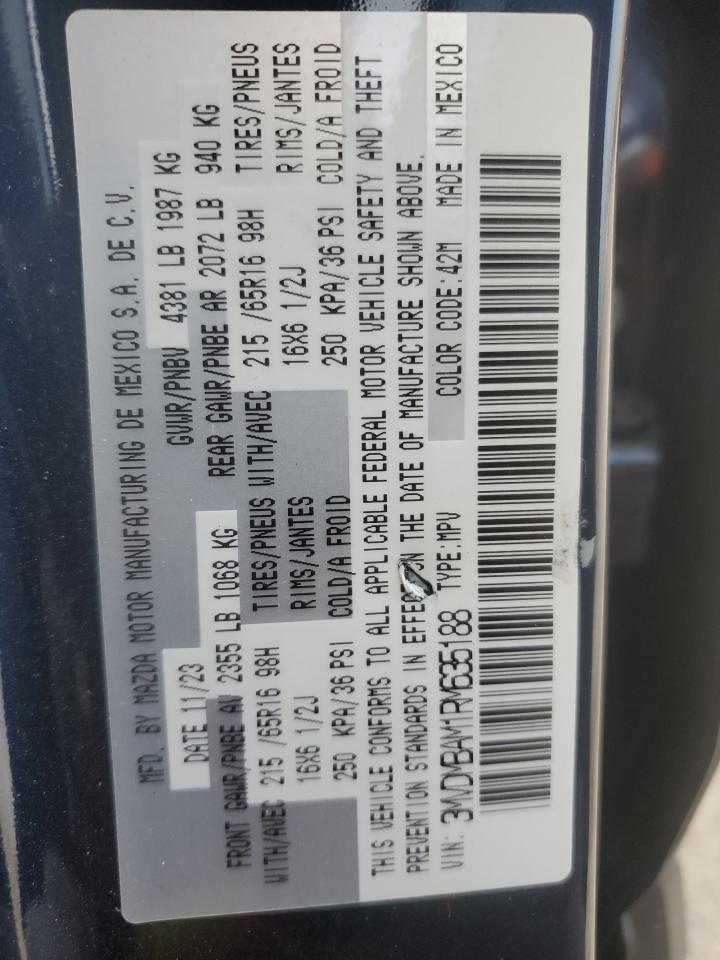 MFD. BY MAZDA MOTOR MANUFACTURING DE MEXICO S.A. DE C.V.
DATE 11/23 GVWR/PNBV 4381 LB 1987 KG
FRONT GAWR/PNBE AV 2355 LB 1068 KG REAR GAWR/PNBE AR 2072 LB 940 KG
WITH/AVEC 215 /65R16 98H TIRES/PNEUS WITH/AVEC 215 /65R16 98H TIRES/PNEUS
16X6 1/2J RIMS/JANTES 16X6 1/2J RIMS/JANTES
250 KPA/36 PSI COLD/A FROID 250 KPA/36 PSI COLD/A FROID
THIS VEHICLE CONFORMS TO ALL APPLICABLE FEDERAL MOTOR VEHICLE SAFETY AND THEFT
PREVENTION STANDARDS IN EFFECT ON THE DATE OF MANUFACTURE SHOWN ABOVE.
VIN: 3MVDMBAM1RM635188 TYPE:MPV COLOR CODE:42M MADE IN MEXICO